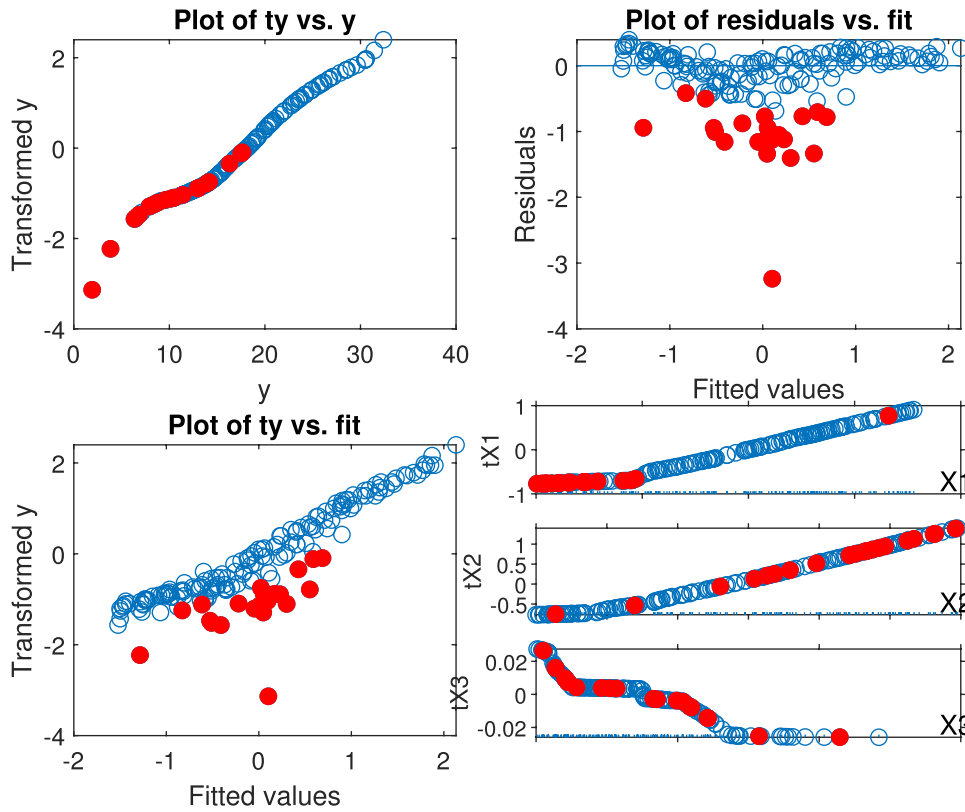 Plot of ty vs. y
Transformed y
2
0
-2
-4
0
10
20
30
40
y
Plot of residuals vs. fit
Residuals
0
-1
-2
-3
-4
-2
-1
0
1
2
Fitted values
Plot of ty vs. fit
Transformed y
2
0
-2
-4
-2
-1
0
1
2
Fitted values
tX1
1
0
-1
X1
tX2
1
0.5
0
-0.5
X2
tX3
0.02
0
-0.02
X3